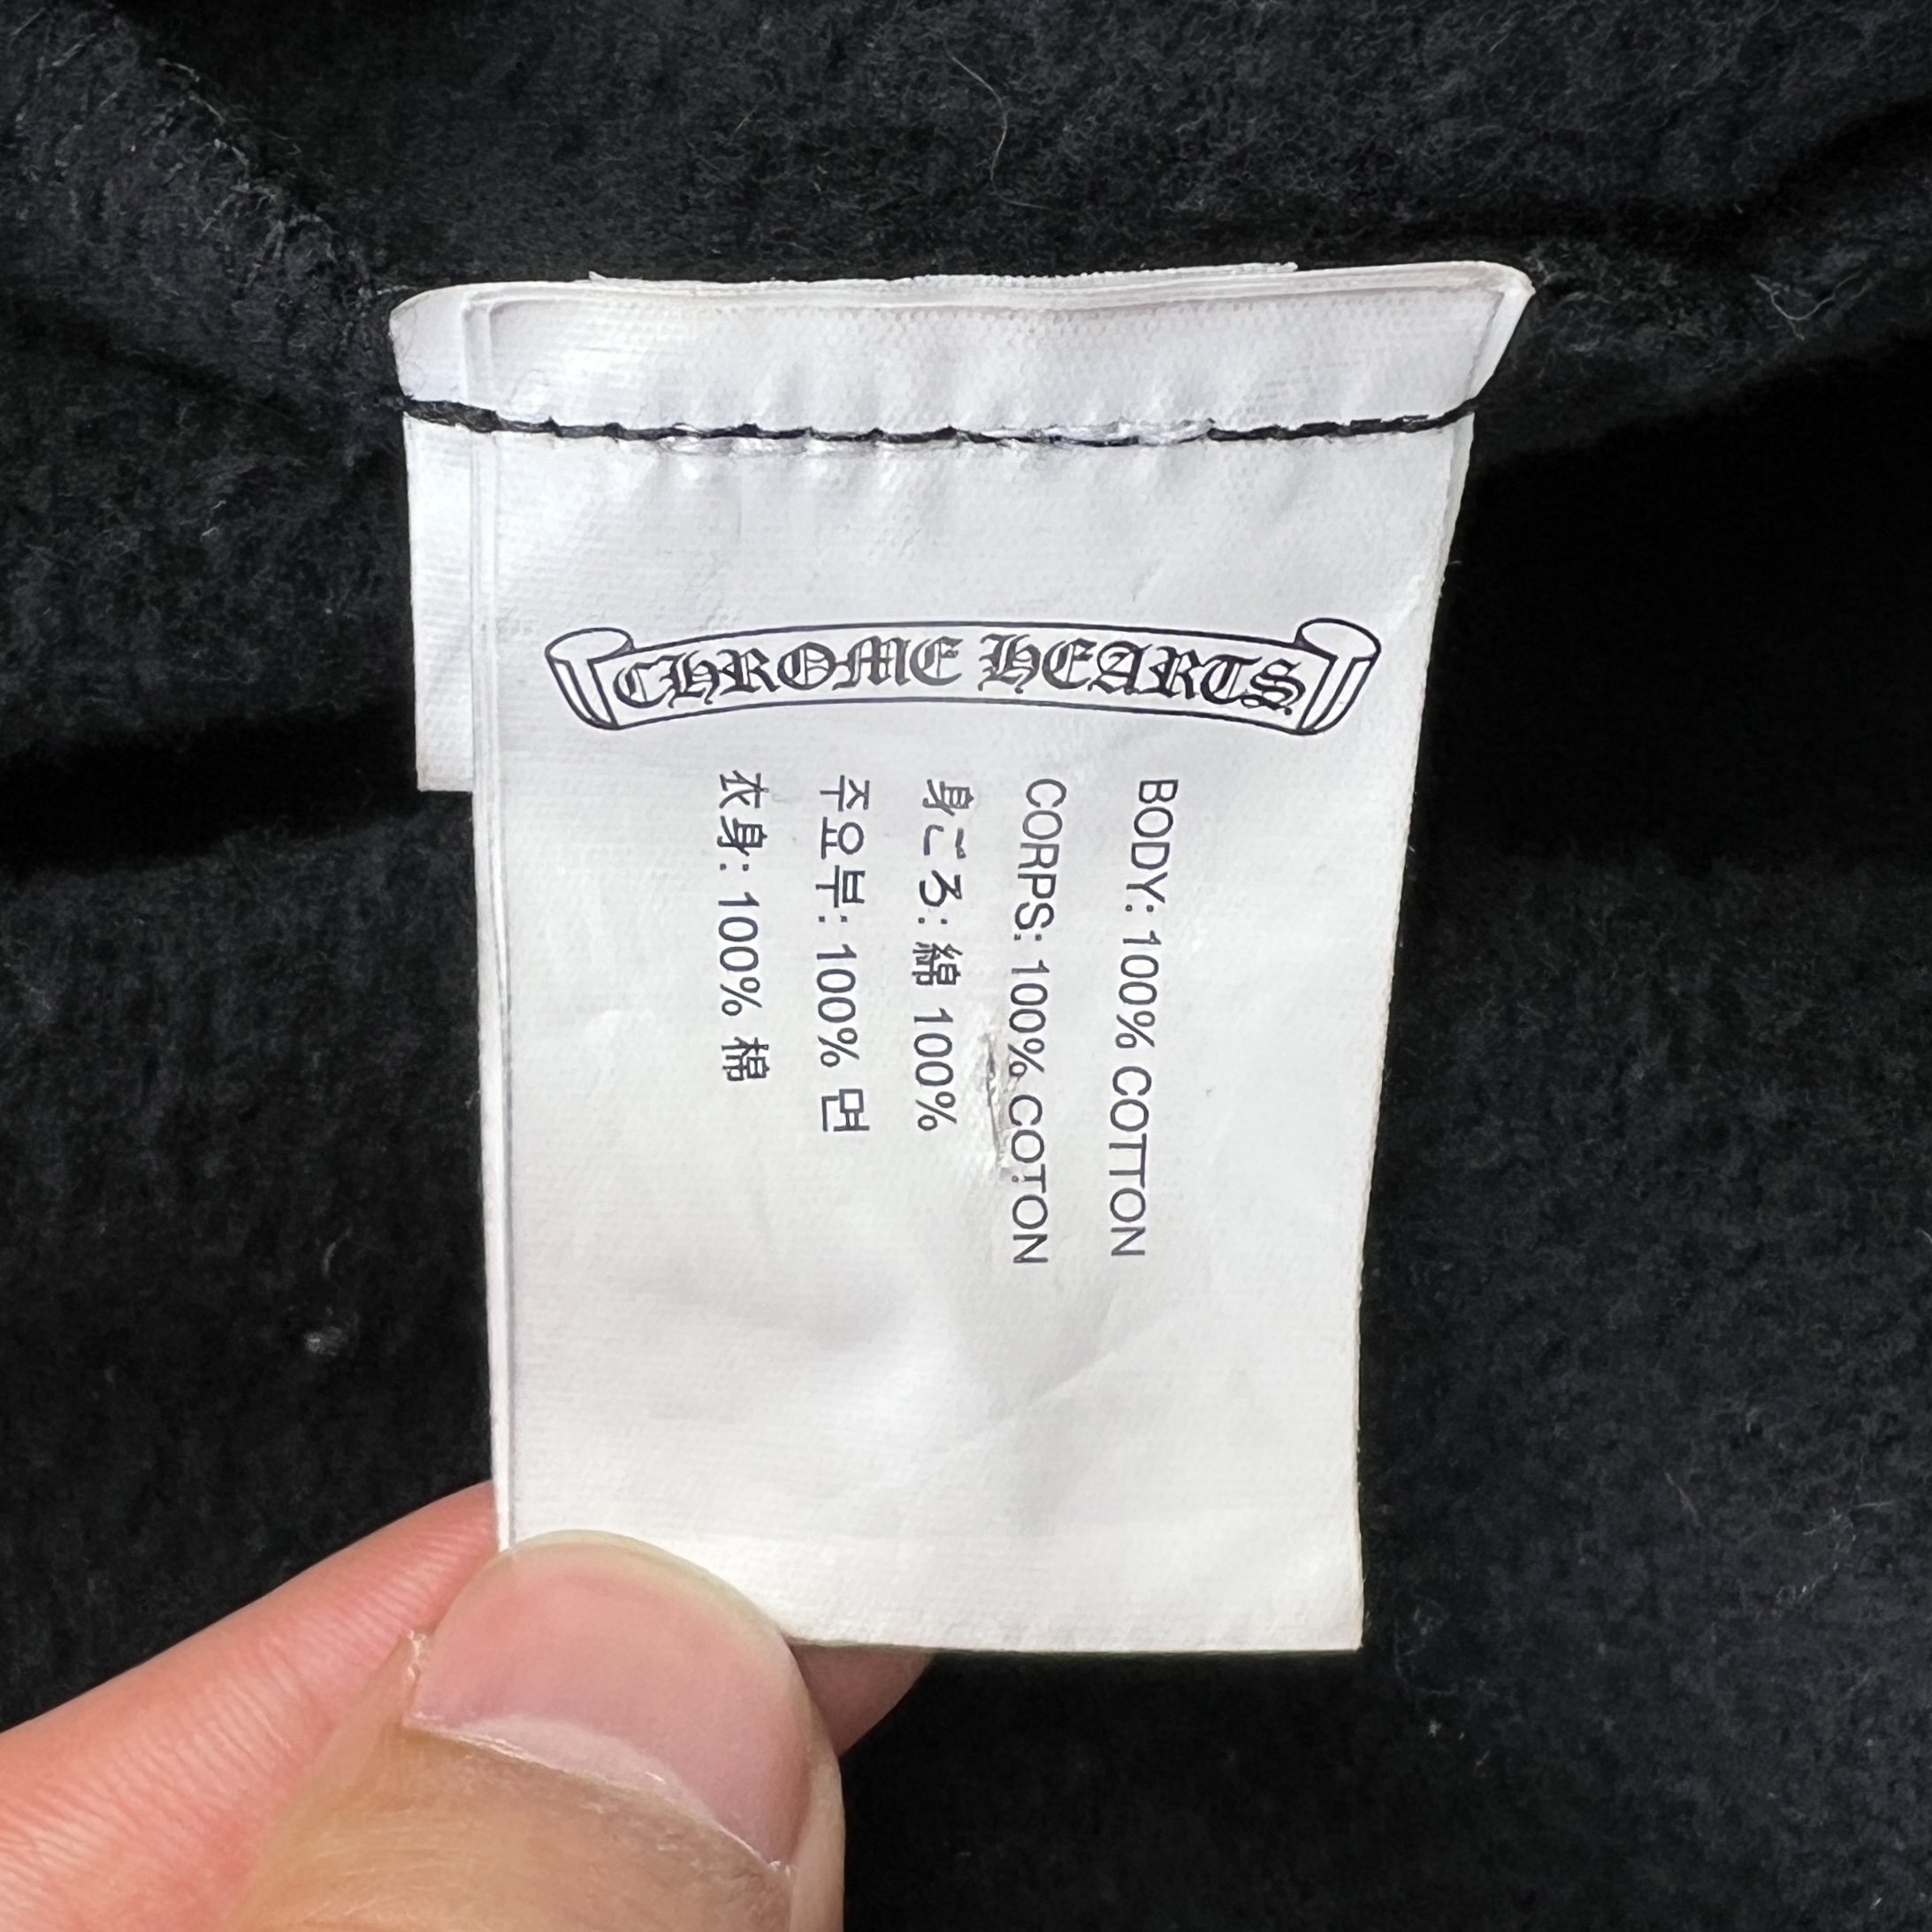 CHROME HEARTS
BODY: 100% COTTON
CORPS: 100% COTON
身ごろ: 綿 100%
주요부: 100% 면
衣身: 100% 棉